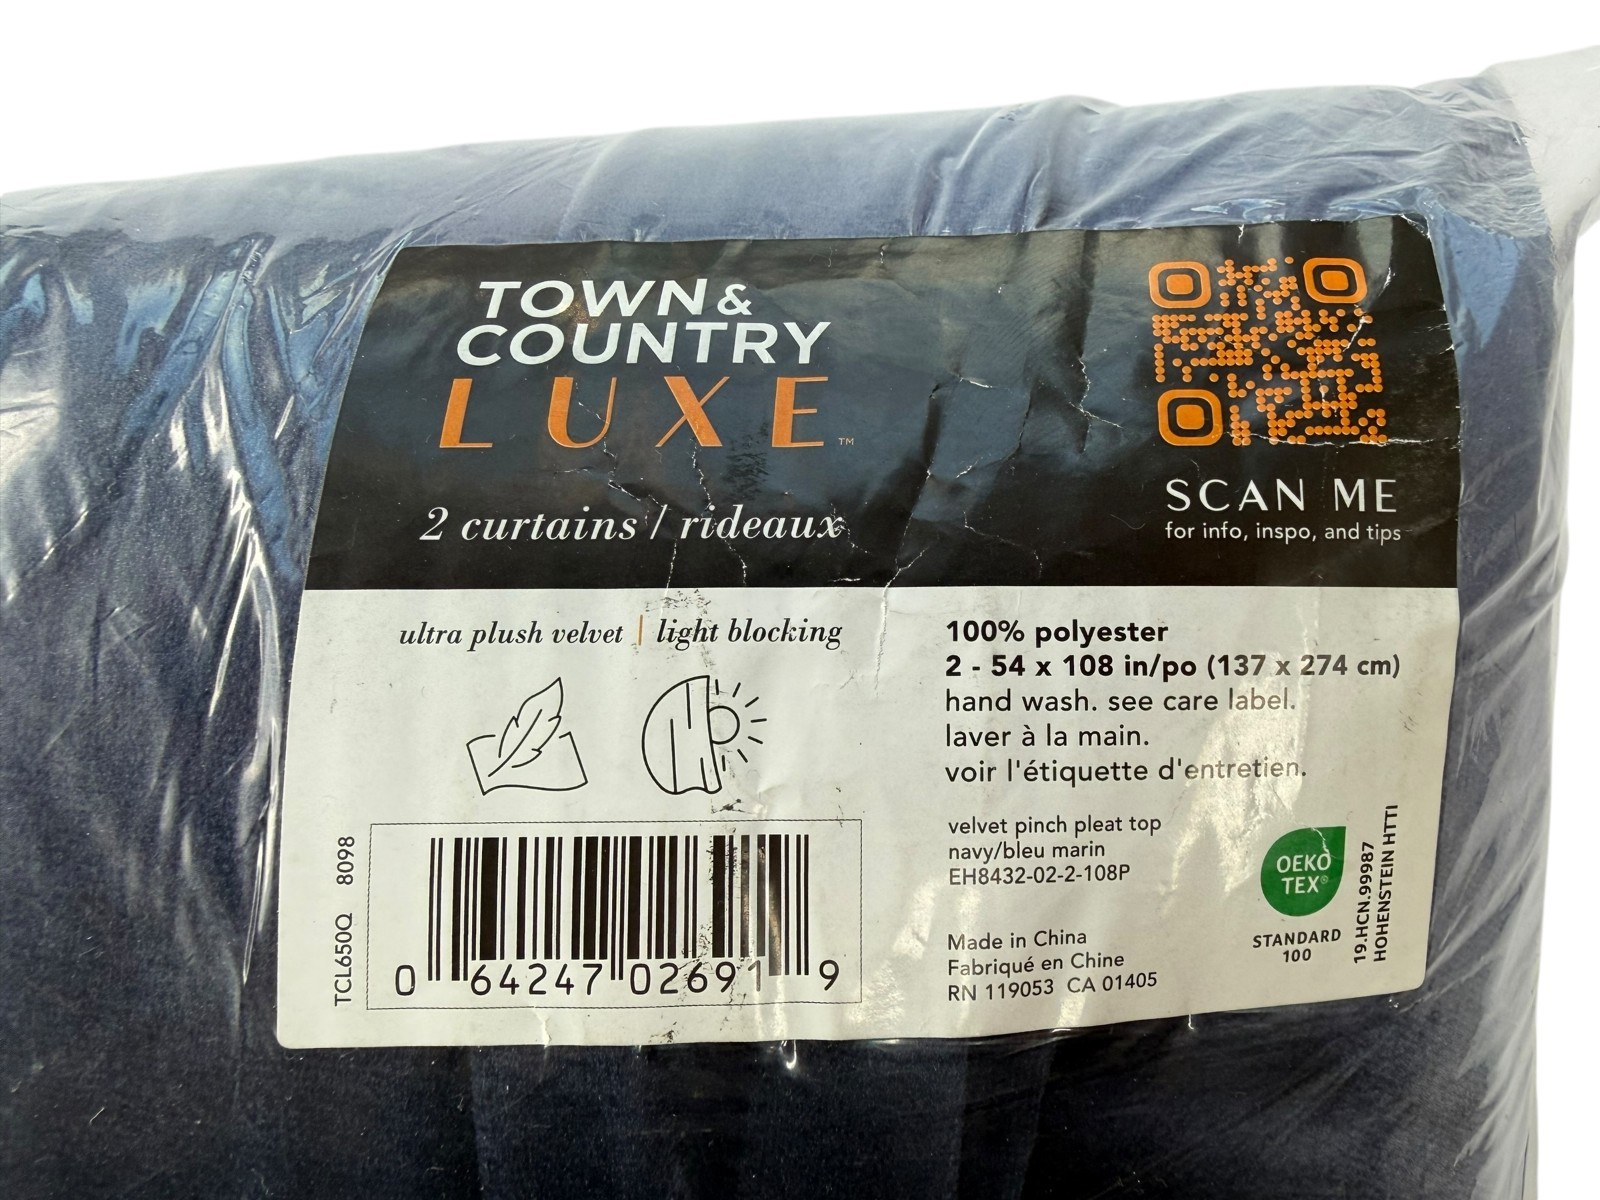 TOWN &
COUNTRY
LUXE™
2 curtains / rideaux
SCAN ME
for info, inspo, and tips
ultra plush velvet | light blocking
100% polyester
2 - 54 x 108 in/po (137 x 274 cm)
hand wash. see care label.
laver à la main.
voir l'étiquette d'entretien.
velvet pinch pleat top
navy/bleu marin
EH8432-02-2-108P
Made in China
Fabriqué en Chine
RN 119053 CA 01405
OEKO
TEX®
STANDARD
100
19.HCN.99987
HOHENSTEIN HTTI
TCL650Q 8098
0 64247 02691 9